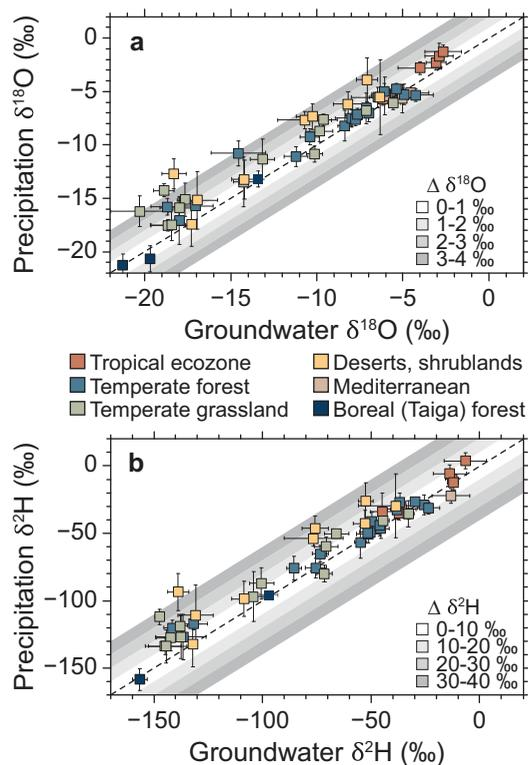 a
Precipitation δ18O (‰)
0
−5
−10
−15
−20
Δ δ18O
0-1 ‰
1-2 ‰
2-3 ‰
3-4 ‰
−20 −15 −10 −5 0
Groundwater δ18O (‰)
Tropical ecozone Deserts, shrublands
Temperate forest Mediterranean
Temperate grassland Boreal (Taiga) forest
b
Precipitation δ2H (‰)
0
−50
−100
−150
Δ δ2H
0-10 ‰
10-20 ‰
20-30 ‰
30-40 ‰
−150 −100 −50 0
Groundwater δ2H (‰)